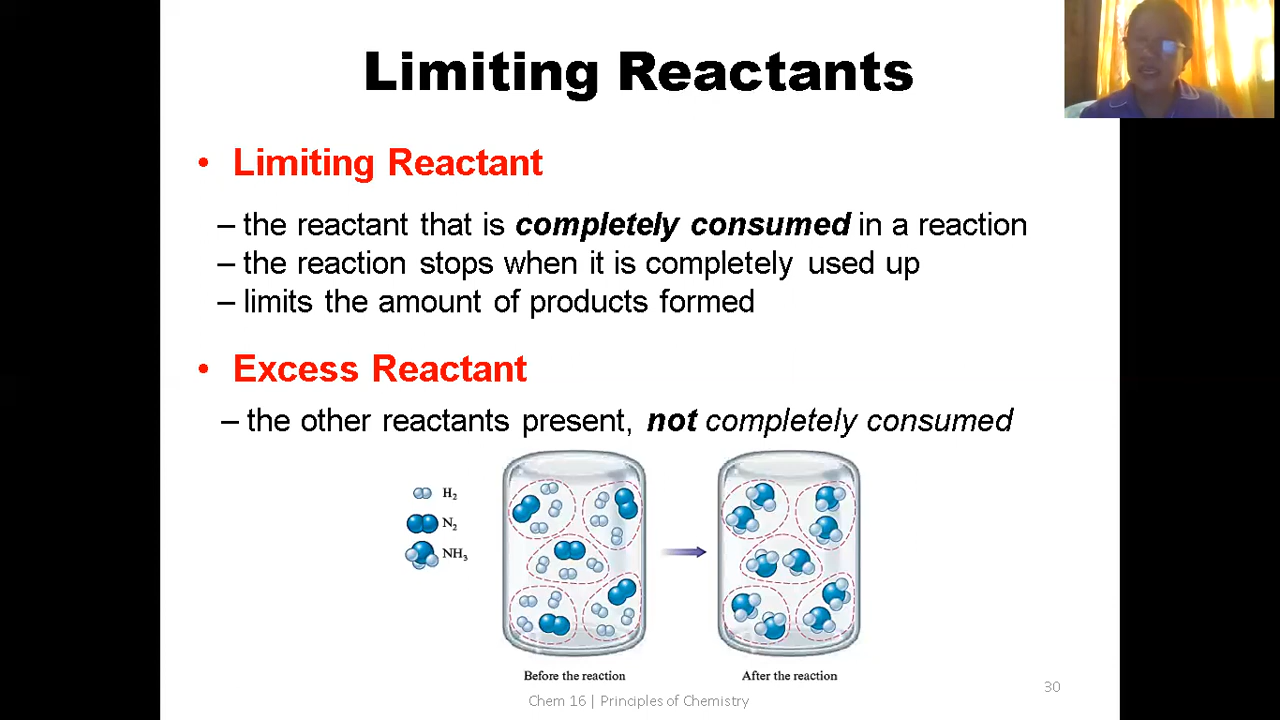 Limiting Reactants
• Limiting Reactant
– the reactant that is completely consumed in a reaction
– the reaction stops when it is completely used up
– limits the amount of products formed
• Excess Reactant
– the other reactants present, not completely consumed
H₂
N₂
NH₃
Before the reaction
After the reaction
Chem 16 | Principles of Chemistry
30